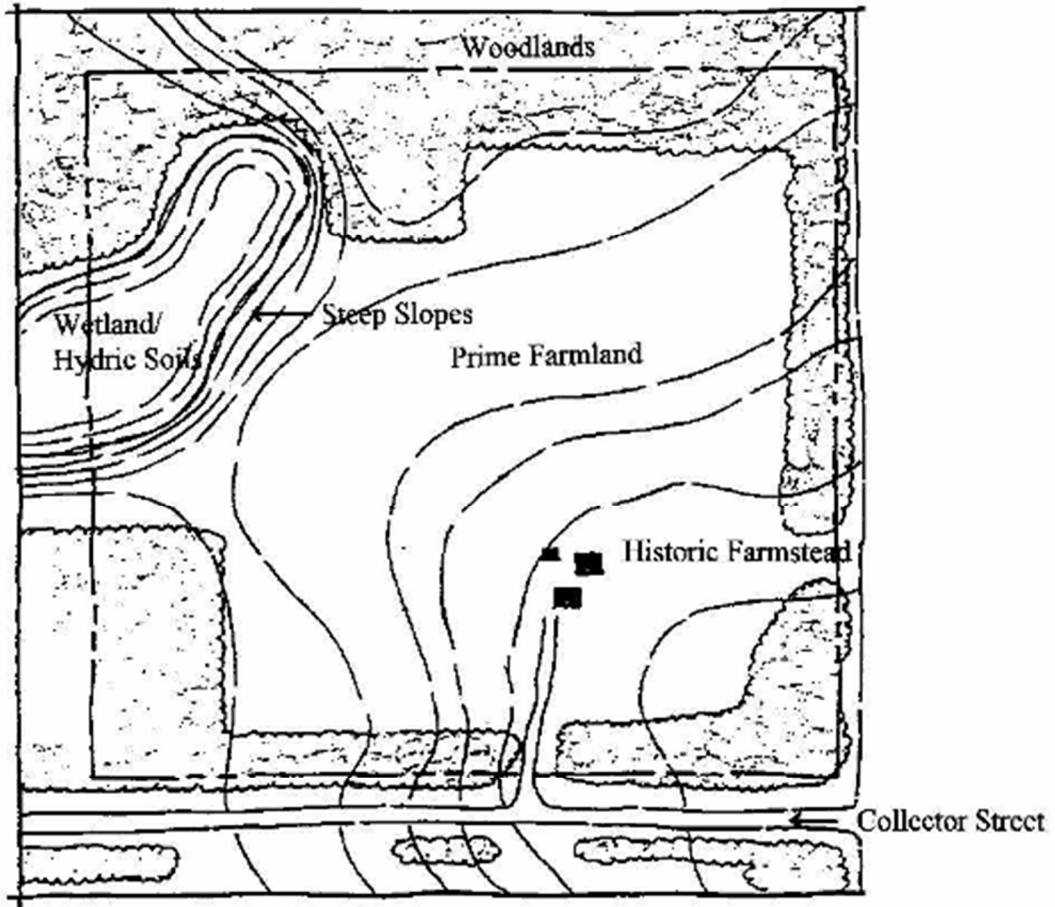 Woodlands
Wetland/
Hydric Soils
Steep Slopes
Prime Farmland
Historic Farmstead
Collector Street